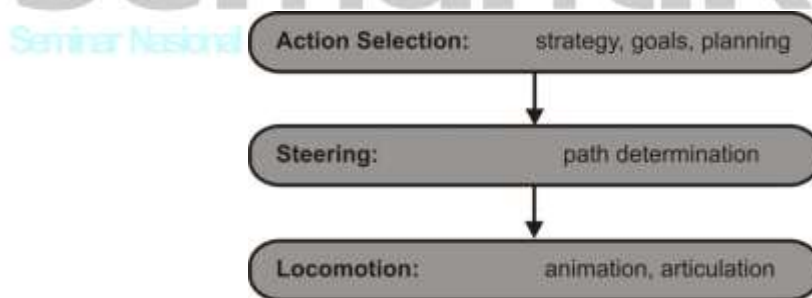 Seminar Nasional
Action Selection: strategy, goals, planning
Steering: path determination
Locomotion: animation, articulation